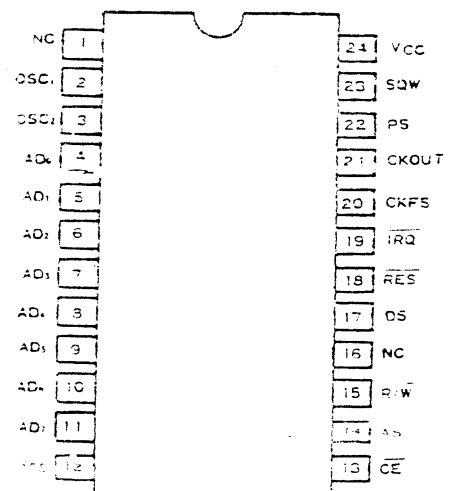 NC 1
OSC1 2
OSC2 3
4
AD1 5
AD2 6
AD3 7
AD4 8
AD5 9
10
AD7 11
12
24 VCC
23 SQW
22 PS
21 CKOUT
20 CKFS
19 IRQ
18 RES
17 DS
16 NC
15 R/W
14 AS
13 CE